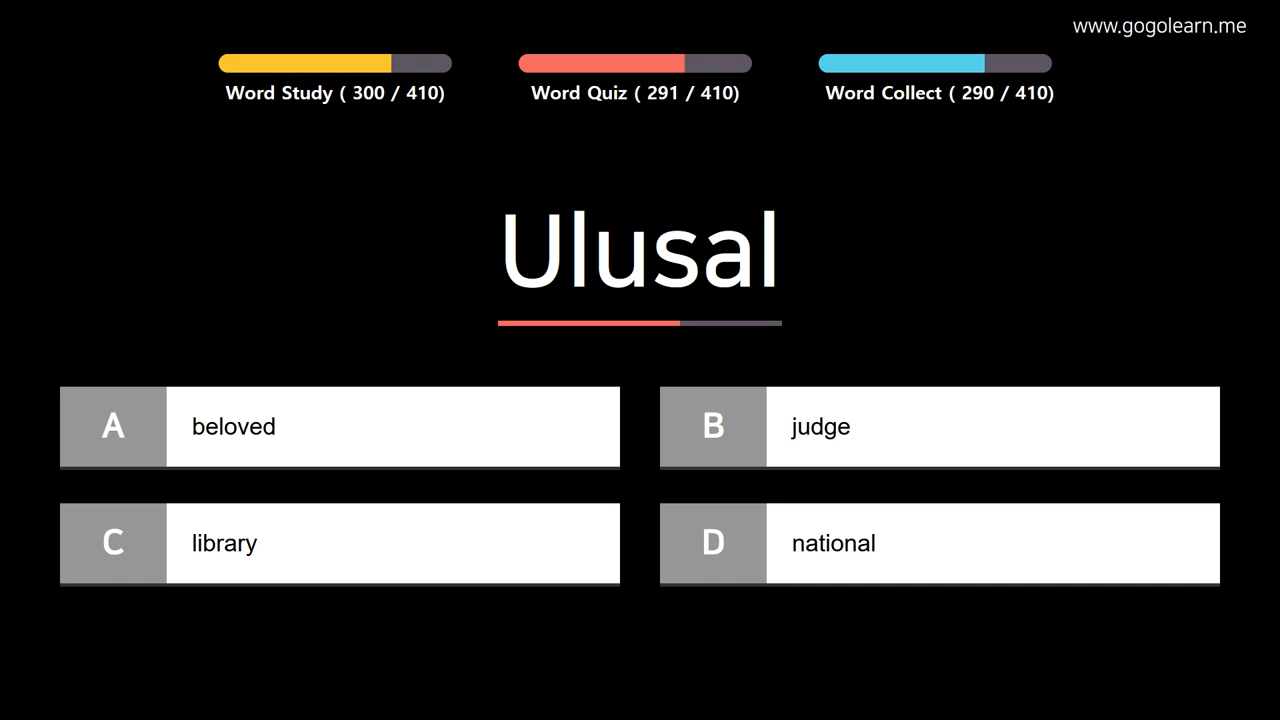 www.gogolearn.me
Word Study ( 300 / 410)
Word Quiz ( 291 / 410)
Word Collect ( 290 / 410)
Ulusal
A beloved
B judge
C library
D national